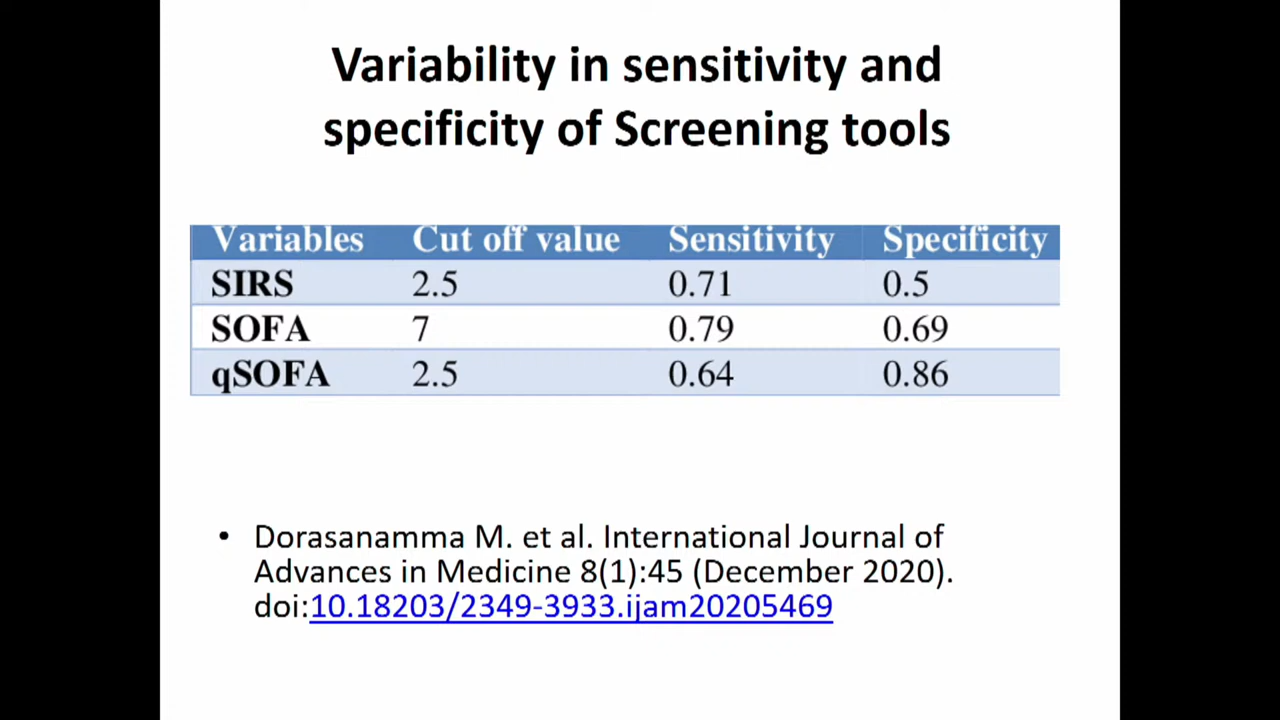 Variability in sensitivity and
specificity of Screening tools
Variables Cut off value Sensitivity Specificity
SIRS 2.5 0.71 0.5
SOFA 7 0.79 0.69
qSOFA 2.5 0.64 0.86
• Dorasanamma M. et al. International Journal of
Advances in Medicine 8(1):45 (December 2020).
doi:10.18203/2349-3933.ijam20205469